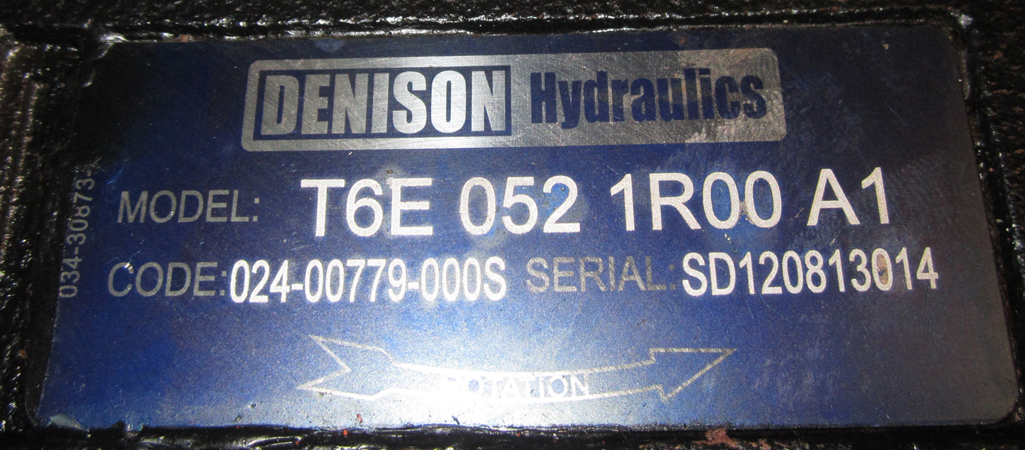 DENISON Hydraulics
MODEL: T6E 052 1R00 A1
CODE: 024-00779-000S SERIAL: SD120813014
ROTATION